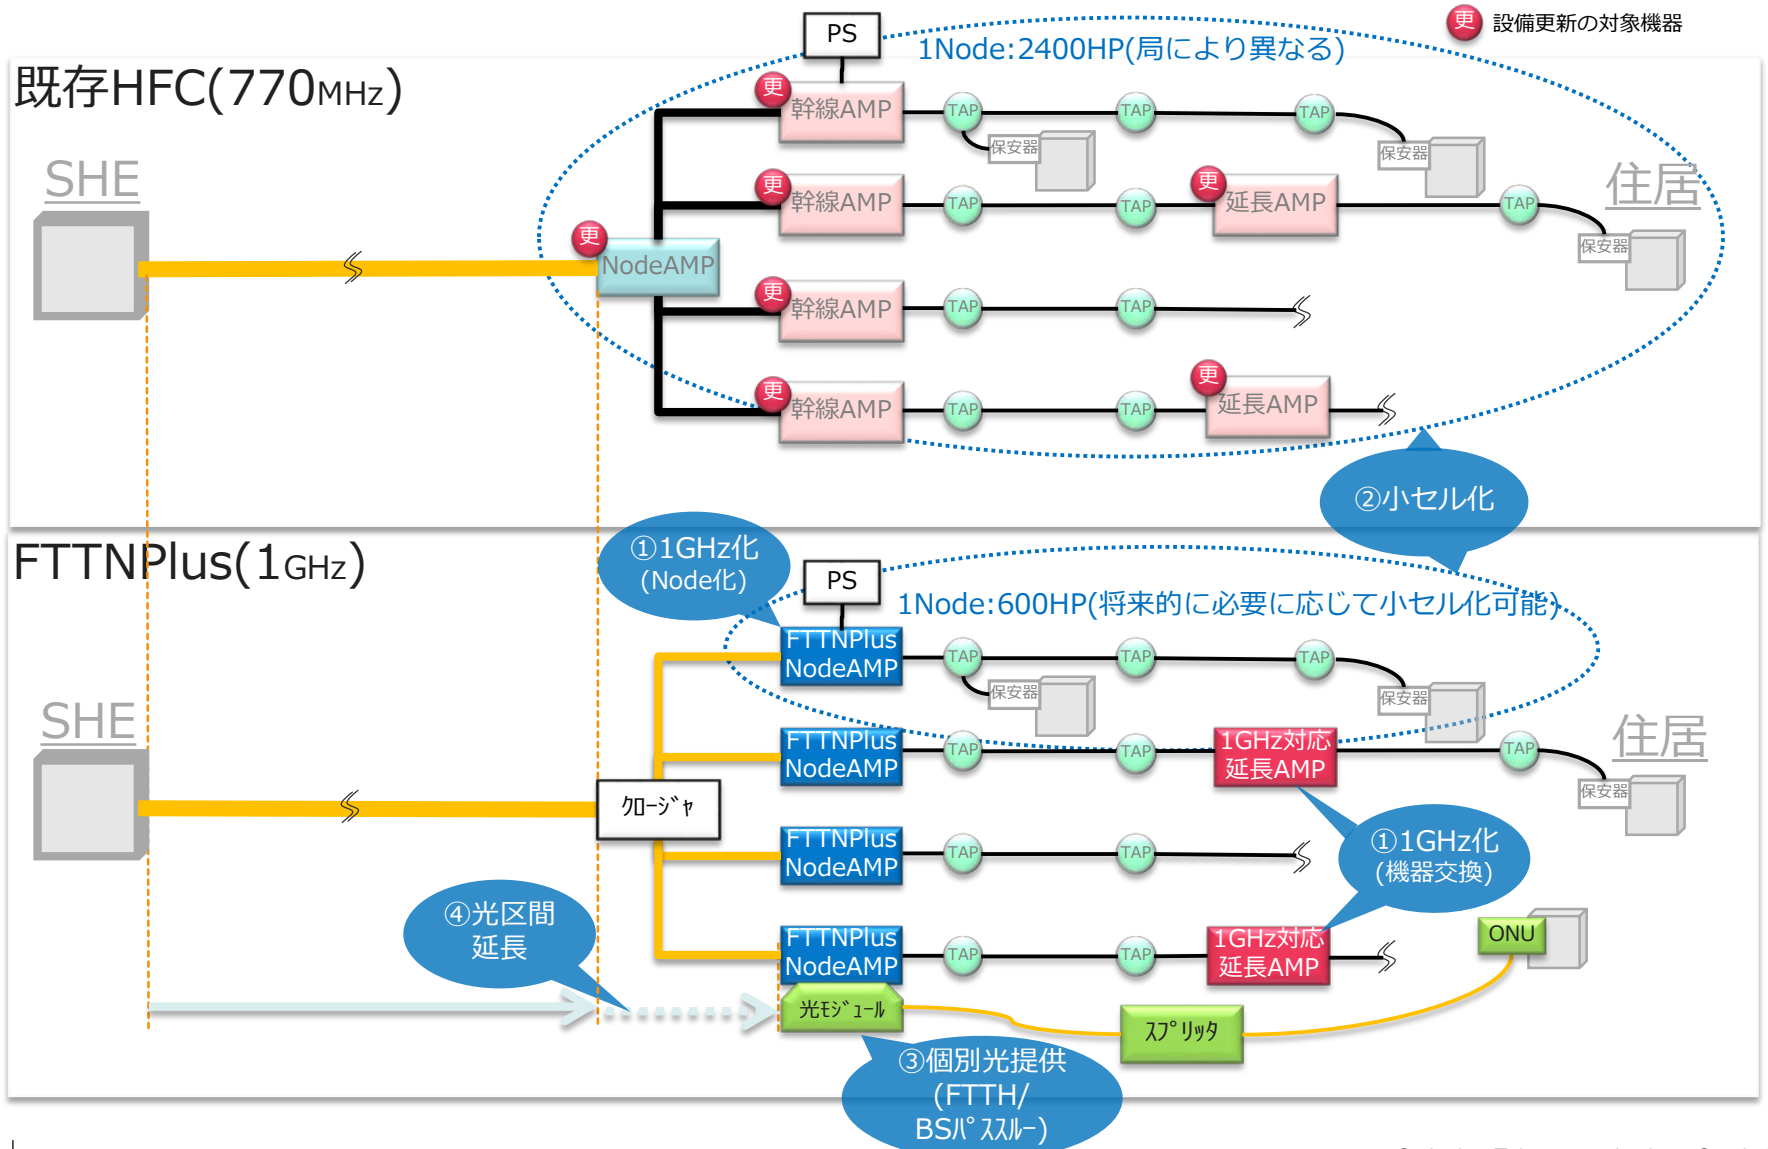 更 設備更新の対象機器
PS
1Node:2400HP(局により異なる)
既存HFC(770MHz)
更 幹線AMP TAP TAP TAP
保安器 保安器
SHE
住居
更 幹線AMP TAP TAP 更 延長AMP TAP
保安器
更 NodeAMP
更 幹線AMP TAP TAP
更 幹線AMP TAP TAP 更 延長AMP
②小セル化
FTTNPlus(1GHz)
①1GHz化
(Node化)
PS
1Node:600HP(将来的に必要に応じて小セル化可能)
FTTNPlus
NodeAMP
TAP TAP TAP
保安器 保安器
SHE
住居
FTTNPlus
NodeAMP
TAP TAP
1GHz対応
延長AMP
TAP
保安器
ｸﾛｰｼﾞｬ
FTTNPlus
NodeAMP
TAP TAP
①1GHz化
(機器交換)
④光区間
延長
FTTNPlus
NodeAMP
TAP TAP
1GHz対応
延長AMP
ONU
光ﾓｼﾞｭｰﾙ
ｽﾌﾟﾘｯﾀ
③個別光提供
(FTTH/
BSﾊﾟｽｽﾙｰ)